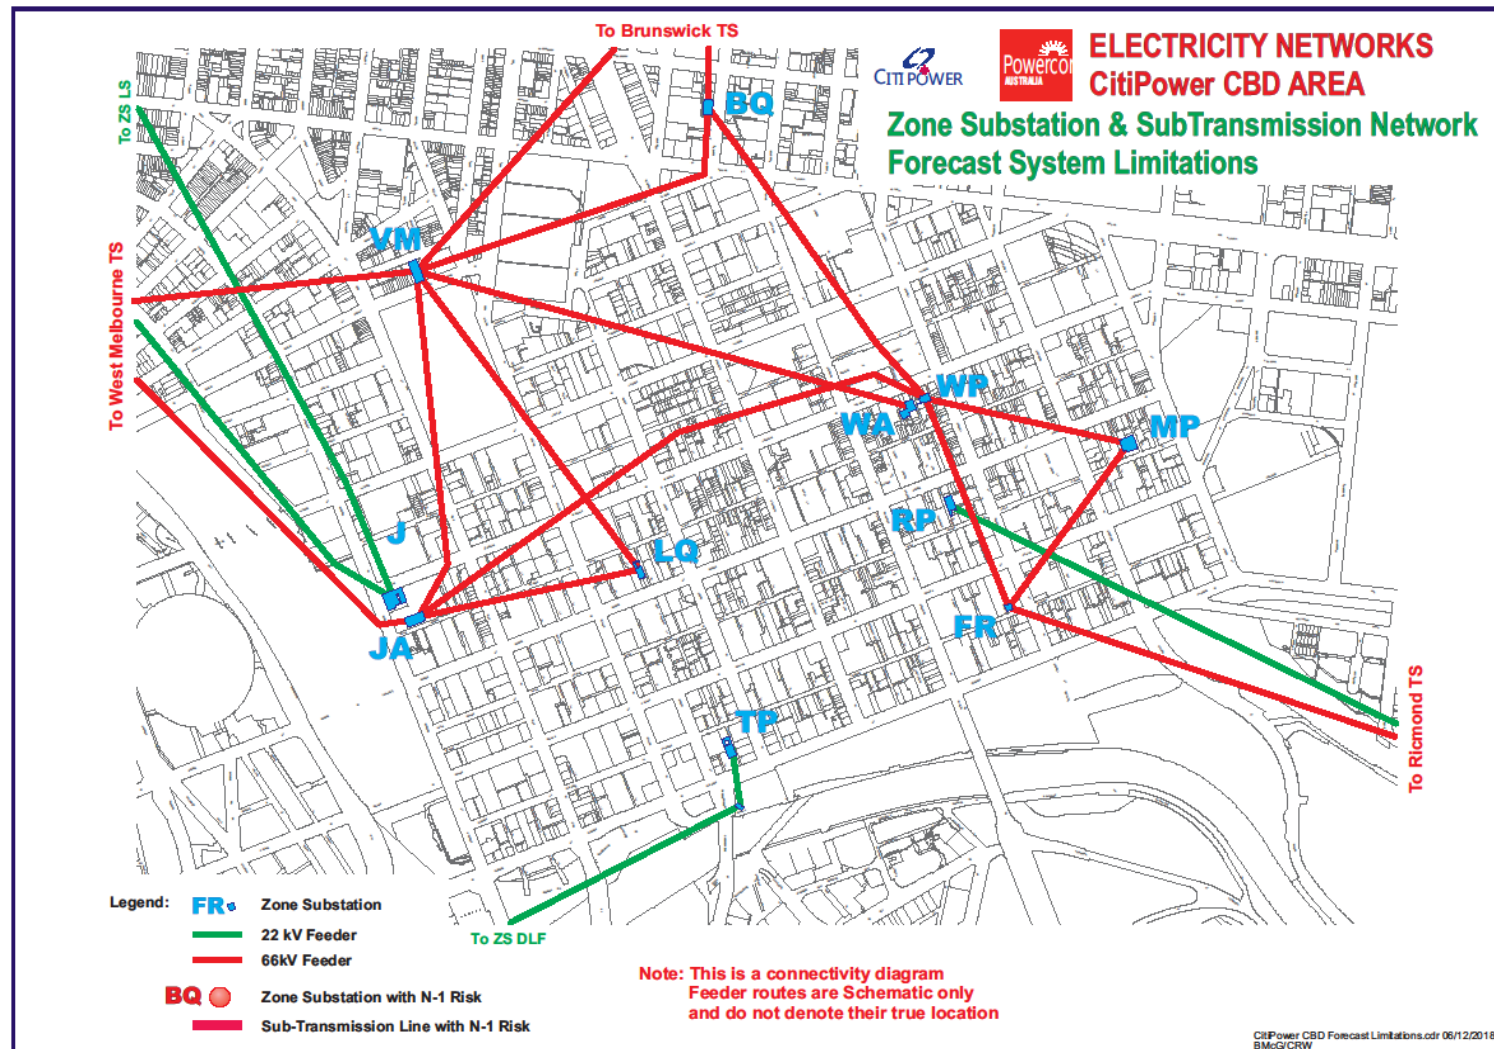 To Brunswick TS
CITIPOWER
Powercor
AUSTRALIA
ELECTRICITY NETWORKS
CitiPower CBD AREA
Zone Substation & SubTransmission Network
Forecast System Limitations
To ZS LS
BQ
VM
To West Melbourne TS
WP
WA
MP
J
RP
LQ
FR
JA
TP
To Ricmond TS
To ZS DLF
Legend:
FR Zone Substation
22 kV Feeder
66kV Feeder
BQ Zone Substation with N-1 Risk
Sub-Transmission Line with N-1 Risk
Note: This is a connectivity diagram
Feeder routes are Schematic only
and do not denote their true location
CitiPower CBD Forecast Limitations.cdr 06/12/2018
BMcG/CRW